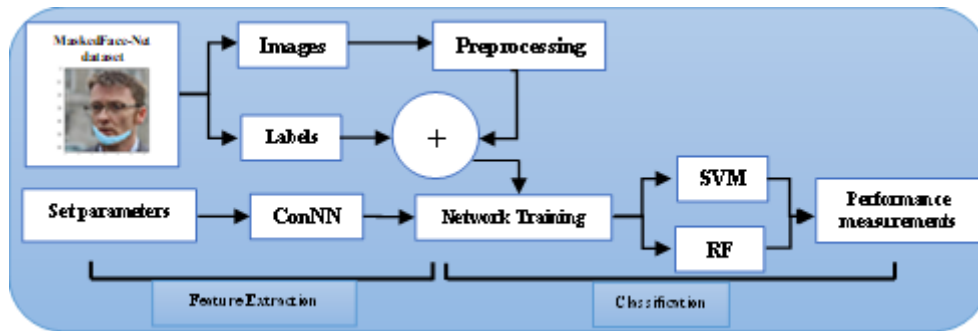 MaskedFace-Net
dataset
Images
Preprocessing
Labels
+
Set parameters
ConNN
Network Training
SVM
RF
Performance
measurements
Feature Extraction
Classification